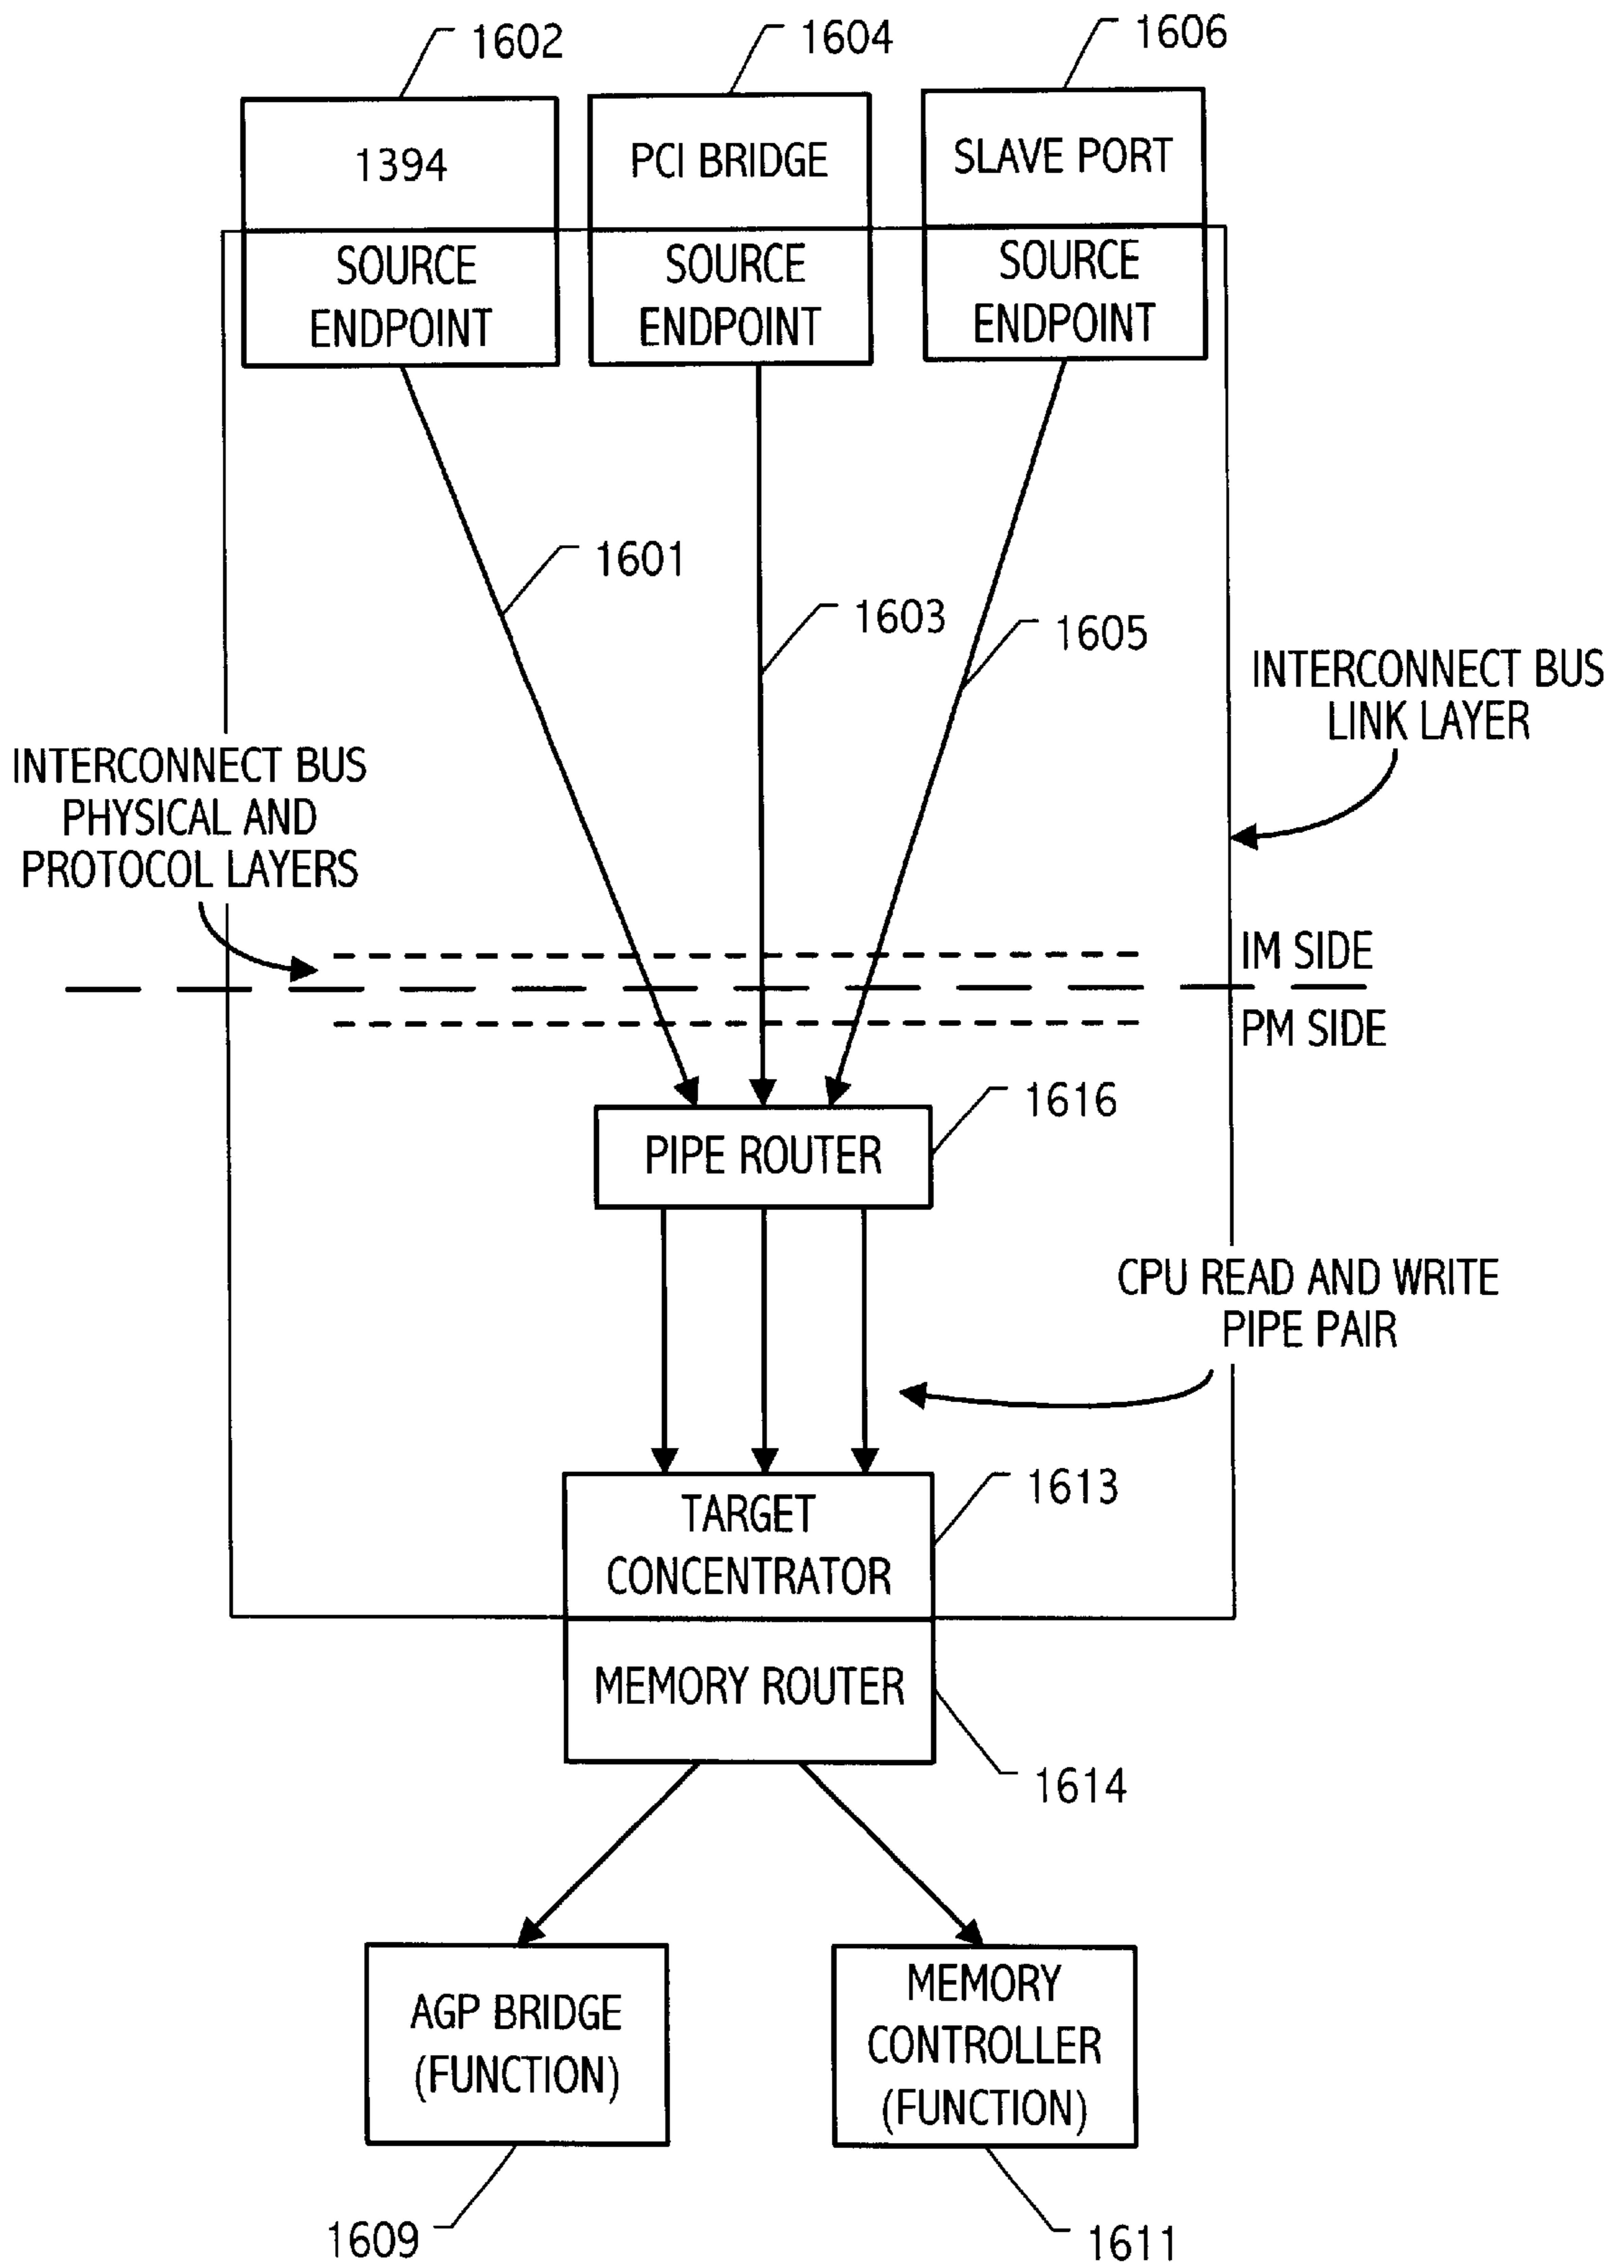 1602
1604
1606
1394
PCI BRIDGE
SLAVE PORT
SOURCE
ENDPOINT
SOURCE
ENDPOINT
SOURCE
ENDPOINT
1601
1603
1605
INTERCONNECT BUS
LINK LAYER
INTERCONNECT BUS
PHYSICAL AND
PROTOCOL LAYERS
IM SIDE
PM SIDE
1616
PIPE ROUTER
CPU READ AND WRITE
PIPE PAIR
1613
TARGET
CONCENTRATOR
MEMORY ROUTER
1614
AGP BRIDGE
(FUNCTION)
MEMORY
CONTROLLER
(FUNCTION)
1609
1611